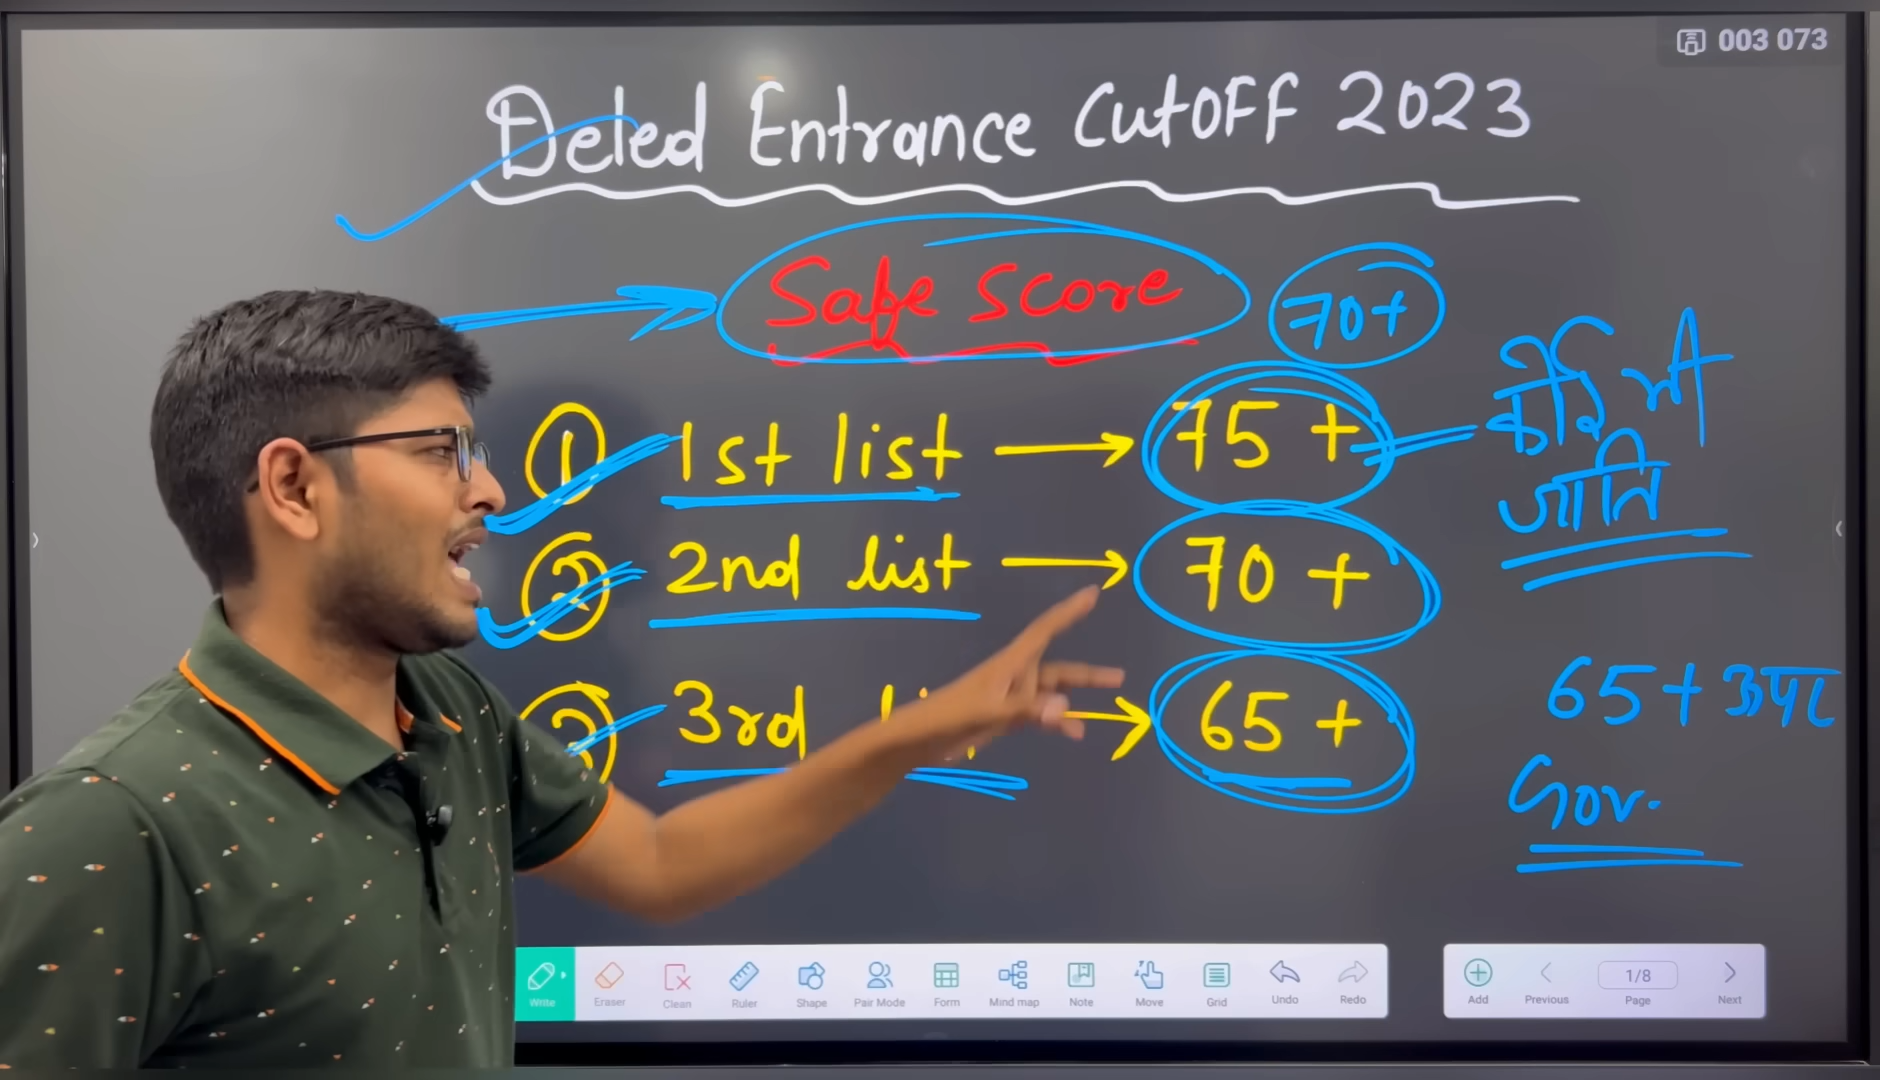 003 073
Deled Entrance CutOFF 2023
Safe Score
70+
① 1st list → 75+
कोई भी
जाति
② 2nd list → 70+
3rd → 65+
65+ ऊपर
Gov.
Write Eraser Clean Ruler Shape Pair Mode Form Mind map Note Move Grid Undo Redo
Add Previous 1/8 Page Next